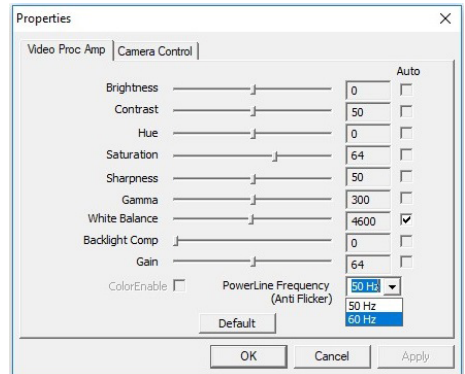 Properties
Video Proc Amp Camera Control
Auto
Brightness 0
Contrast 50
Hue 0
Saturation 64
Sharpness 50
Gamma 300
White Balance 4600
Backlight Comp 0
Gain 64
ColorEnable PowerLine Frequency 50 Hz
(Anti Flicker) 50 Hz
60 Hz
Default
OK Cancel Apply